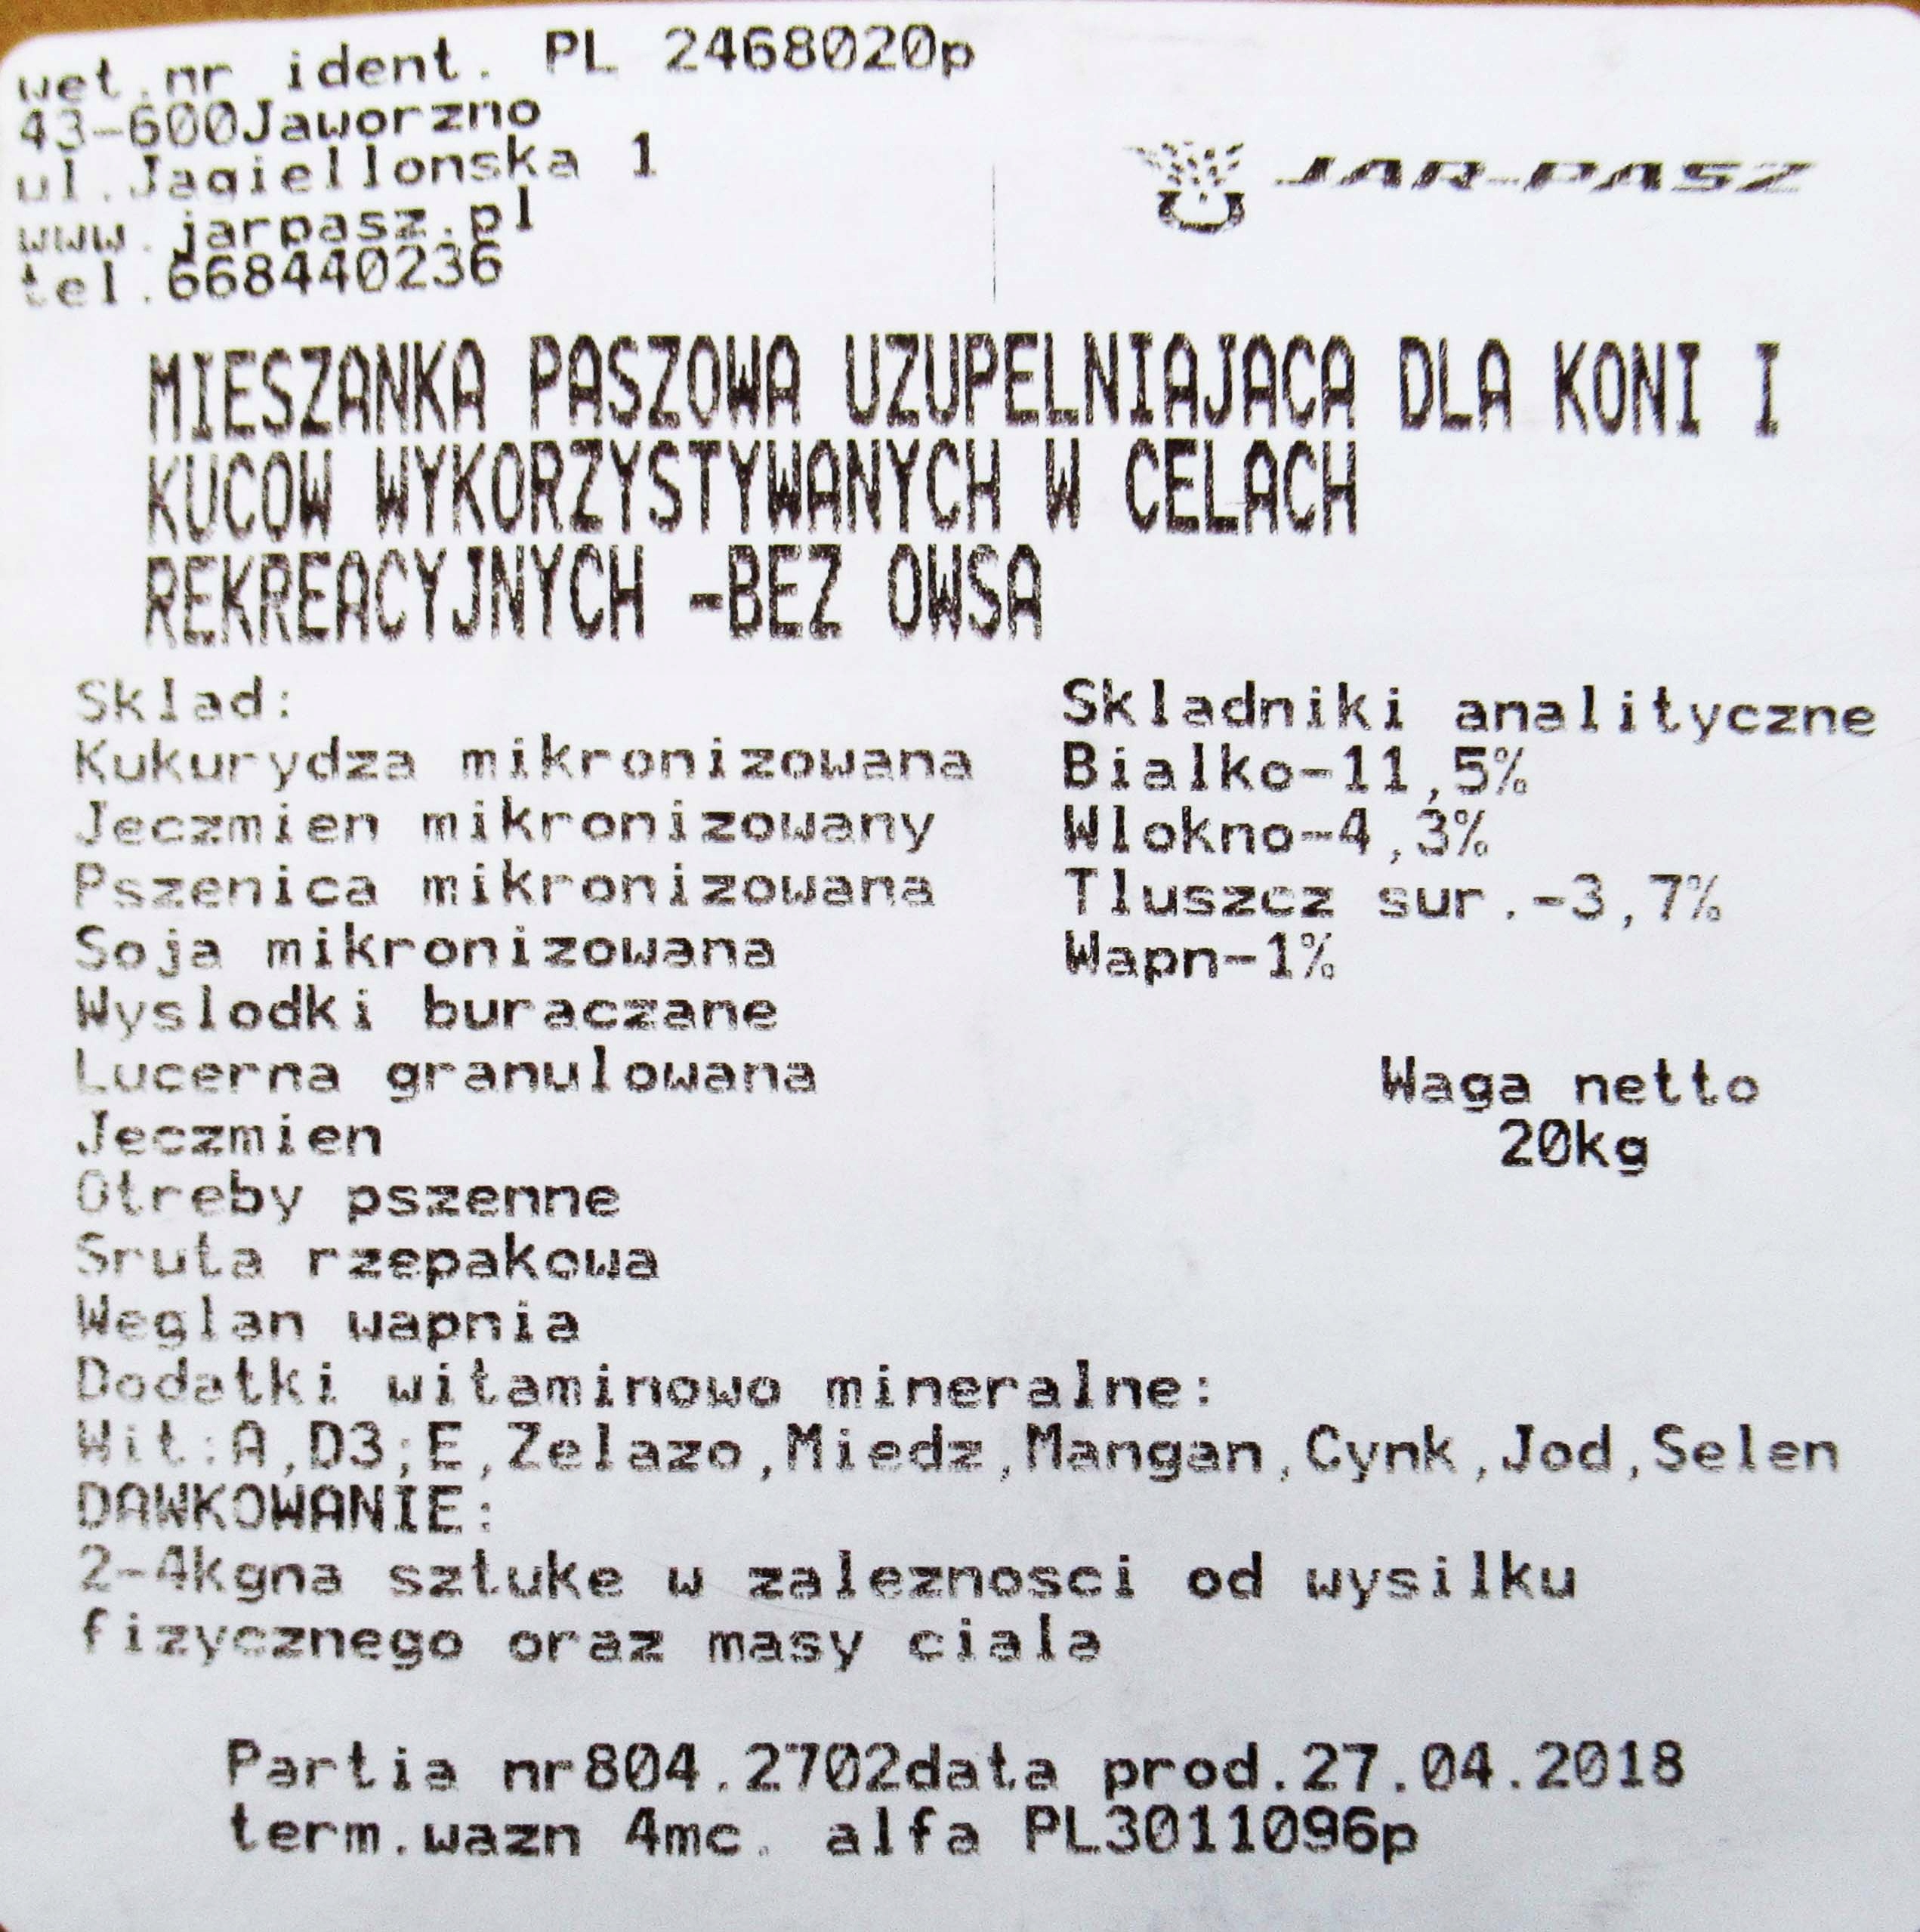 wet.nr ident. PL 2468020p
43-600Jaworzno
ul.Jagiellonska 1
www.jarpasz.pl
tel.668440236
JAR-PASZ
MIESZANKA PASZOWA UZUPELNIAJACA DLA KONI I
KUCOW WYKORZYSTYWANYCH W CELACH
REKREACYJNYCH -BEZ OWSA
Sklad:
Kukurydza mikronizowana
Jeczmien mikronizowany
Pszenica mikronizowana
Soja mikronizowana
Wyslodki buraczane
Lucerna granulowana
Jeczmien
Otreby pszenne
Sruta rzepakowa
Weglan wapnia
Dodatki witaminowo mineralne:
Wit:A,D3;E,Zelazo,Miedz,Mangan,Cynk,Jod,Selen
DAWKOWANIE:
2-4kgna sztuke w zaleznosci od wysilku
fizycznego oraz masy ciala
Skladniki analityczne
Bialko-11,5%
Wlokno-4,3%
Tluszcz sur.-3,7%
Wapn-1%
Waga netto
20kg
Partia nr804.2702data prod.27.04.2018
term.wazn 4mc. alfa PL3011096p